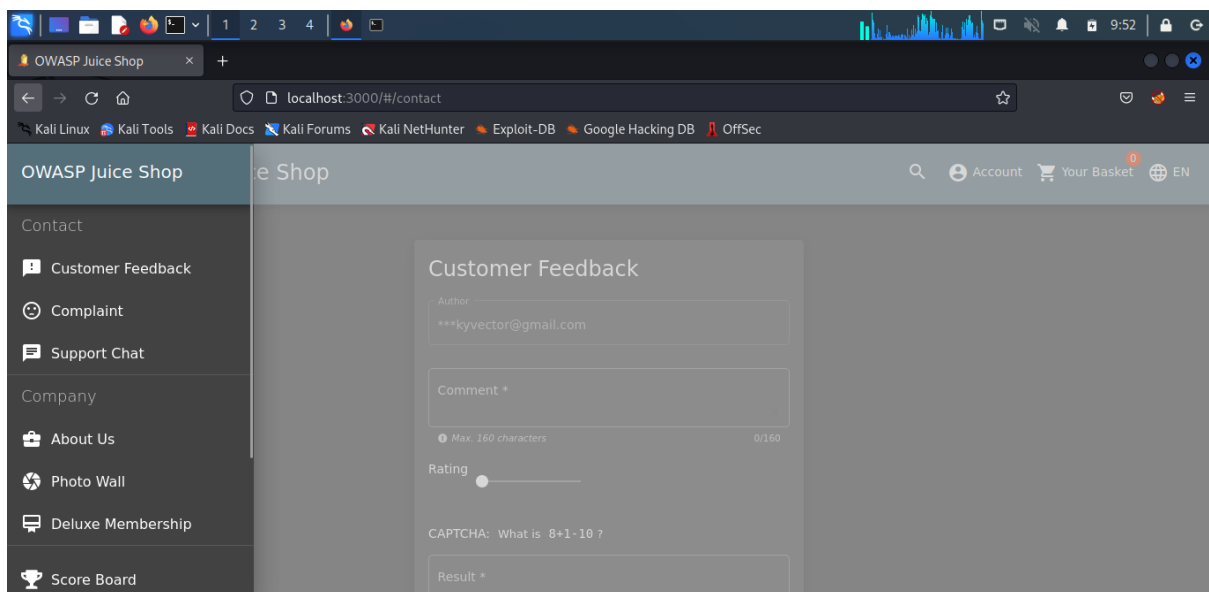 1 2 3 4 9:52
OWASP Juice Shop × +
localhost:3000/#/contact
Kali Linux Kali Tools Kali Docs Kali Forums Kali NetHunter Exploit-DB Google Hacking DB OffSec
OWASP Juice Shop
e Shop
Account
0
Your Basket
EN
Contact
Customer Feedback
Complaint
Support Chat
Company
About Us
Photo Wall
Deluxe Membership
Score Board
Customer Feedback
Author
***kyvector@gmail.com
Comment *
Max. 160 characters 0/160
Rating
CAPTCHA: What is 8+1-10 ?
Result *